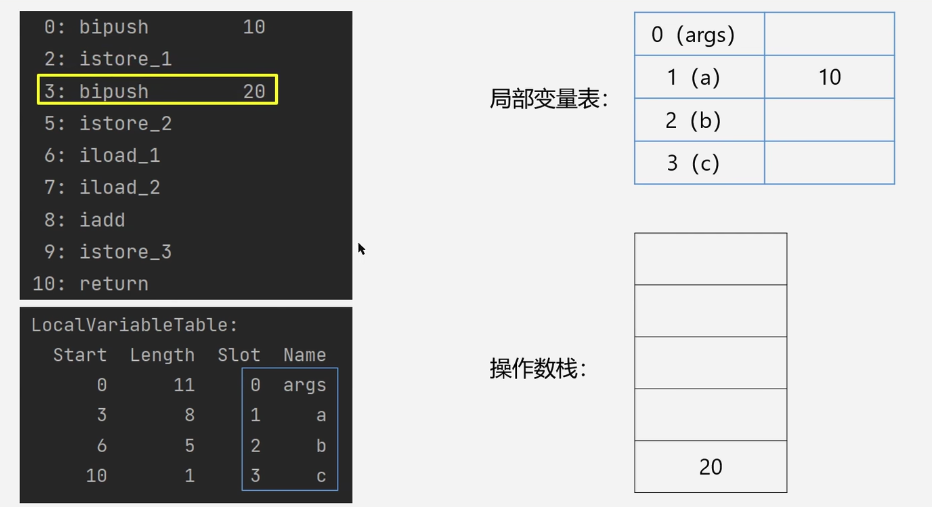 0: bipush 10
2: istore_1
3: bipush 20
5: istore_2
6: iload_1
7: iload_2
8: iadd
9: istore_3
10: return
LocalVariableTable:
Start Length Slot Name
0 11 0 args
3 8 1 a
6 5 2 b
10 1 3 c
局部变量表：
0（args）
1（a） 10
2（b）
3（c）
操作数栈：
20